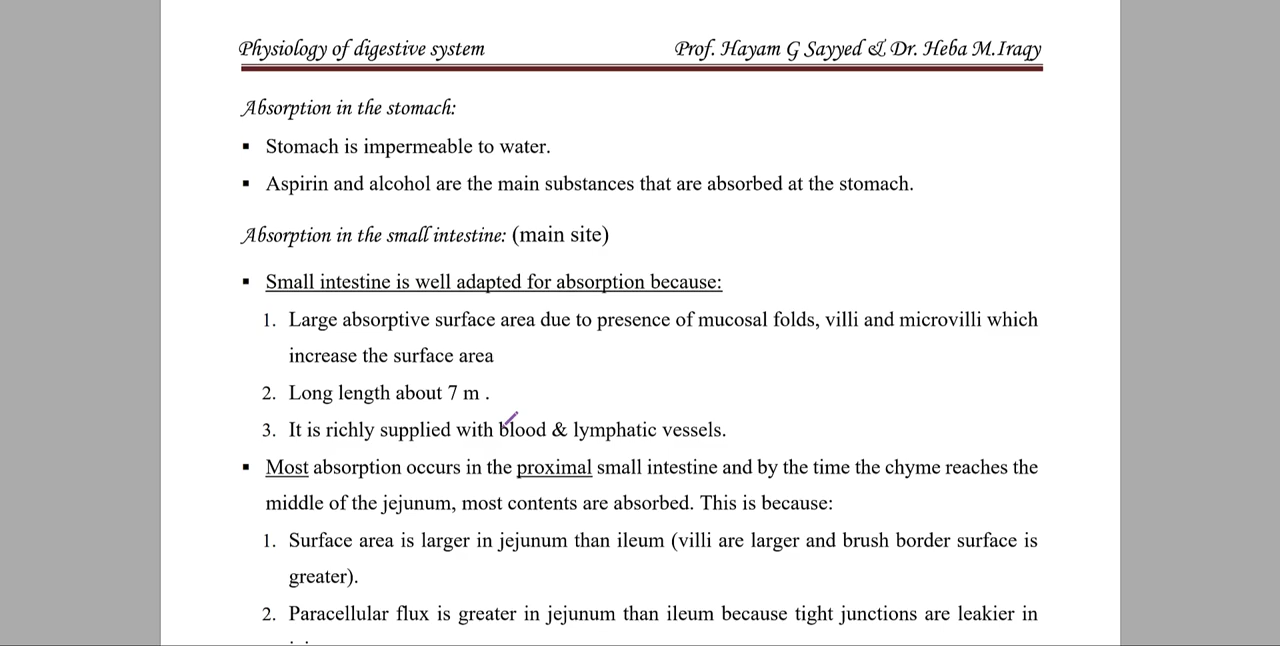 Physiology of digestive system Prof. Hayam G Sayyed & Dr. Heba M.Iraqy
Absorption in the stomach:
▪ Stomach is impermeable to water.
▪ Aspirin and alcohol are the main substances that are absorbed at the stomach.
Absorption in the small intestine: (main site)
▪ Small intestine is well adapted for absorption because:
1. Large absorptive surface area due to presence of mucosal folds, villi and microvilli which
increase the surface area
2. Long length about 7 m .
3. It is richly supplied with blood & lymphatic vessels.
▪ Most absorption occurs in the proximal small intestine and by the time the chyme reaches the
middle of the jejunum, most contents are absorbed. This is because:
1. Surface area is larger in jejunum than ileum (villi are larger and brush border surface is
greater).
2. Paracellular flux is greater in jejunum than ileum because tight junctions are leakier in